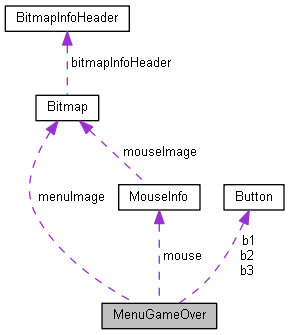 BitmapInfoHeader
bitmapInfoHeader
Bitmap
mouseImage
menuImage
MouseInfo
Button
mouse
b1
b2
b3
MenuGameOver